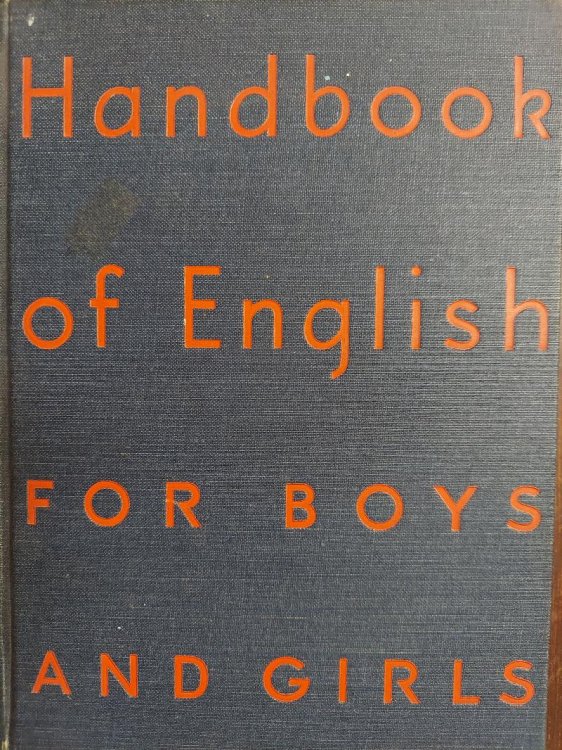 Handbook
of English
FOR BOYS
AND GIRLS